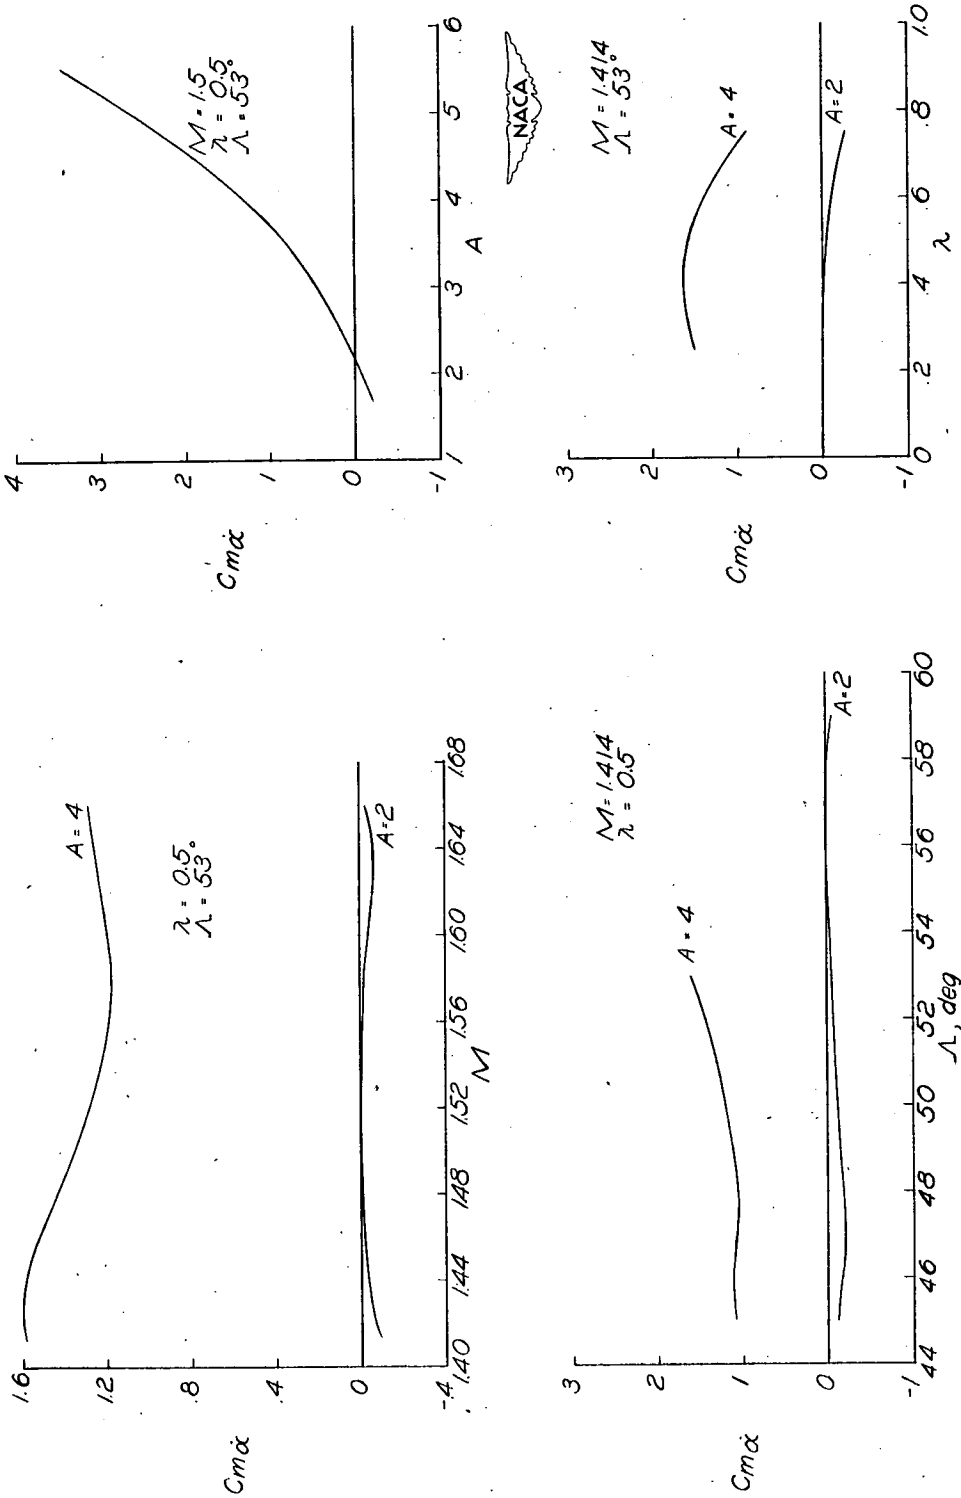 1.6
1.2
.8
.4
0
-.4
Cmα̇
1.40
1.44
1.48
1.52
1.56
1.60
1.64
1.68
M
A = 4
A=2
λ = 0.5
Λ = 53°
4
3
2
1
0
-1
Cmα̇
1
2
3
4
5
6
A
M = 1.5
λ = 0.5
Λ = 53°
NACA
3
2
1
0
-1
Cmα̇
44
46
48
50
52
54
56
58
60
Λ, deg
A = 4
A=2
M=1.414
λ = 0.5
3
2
1
0
-1
Cmα̇
0
.2
.4
.6
.8
1.0
λ
A = 4
A=2
M=1.414
Λ = 53°